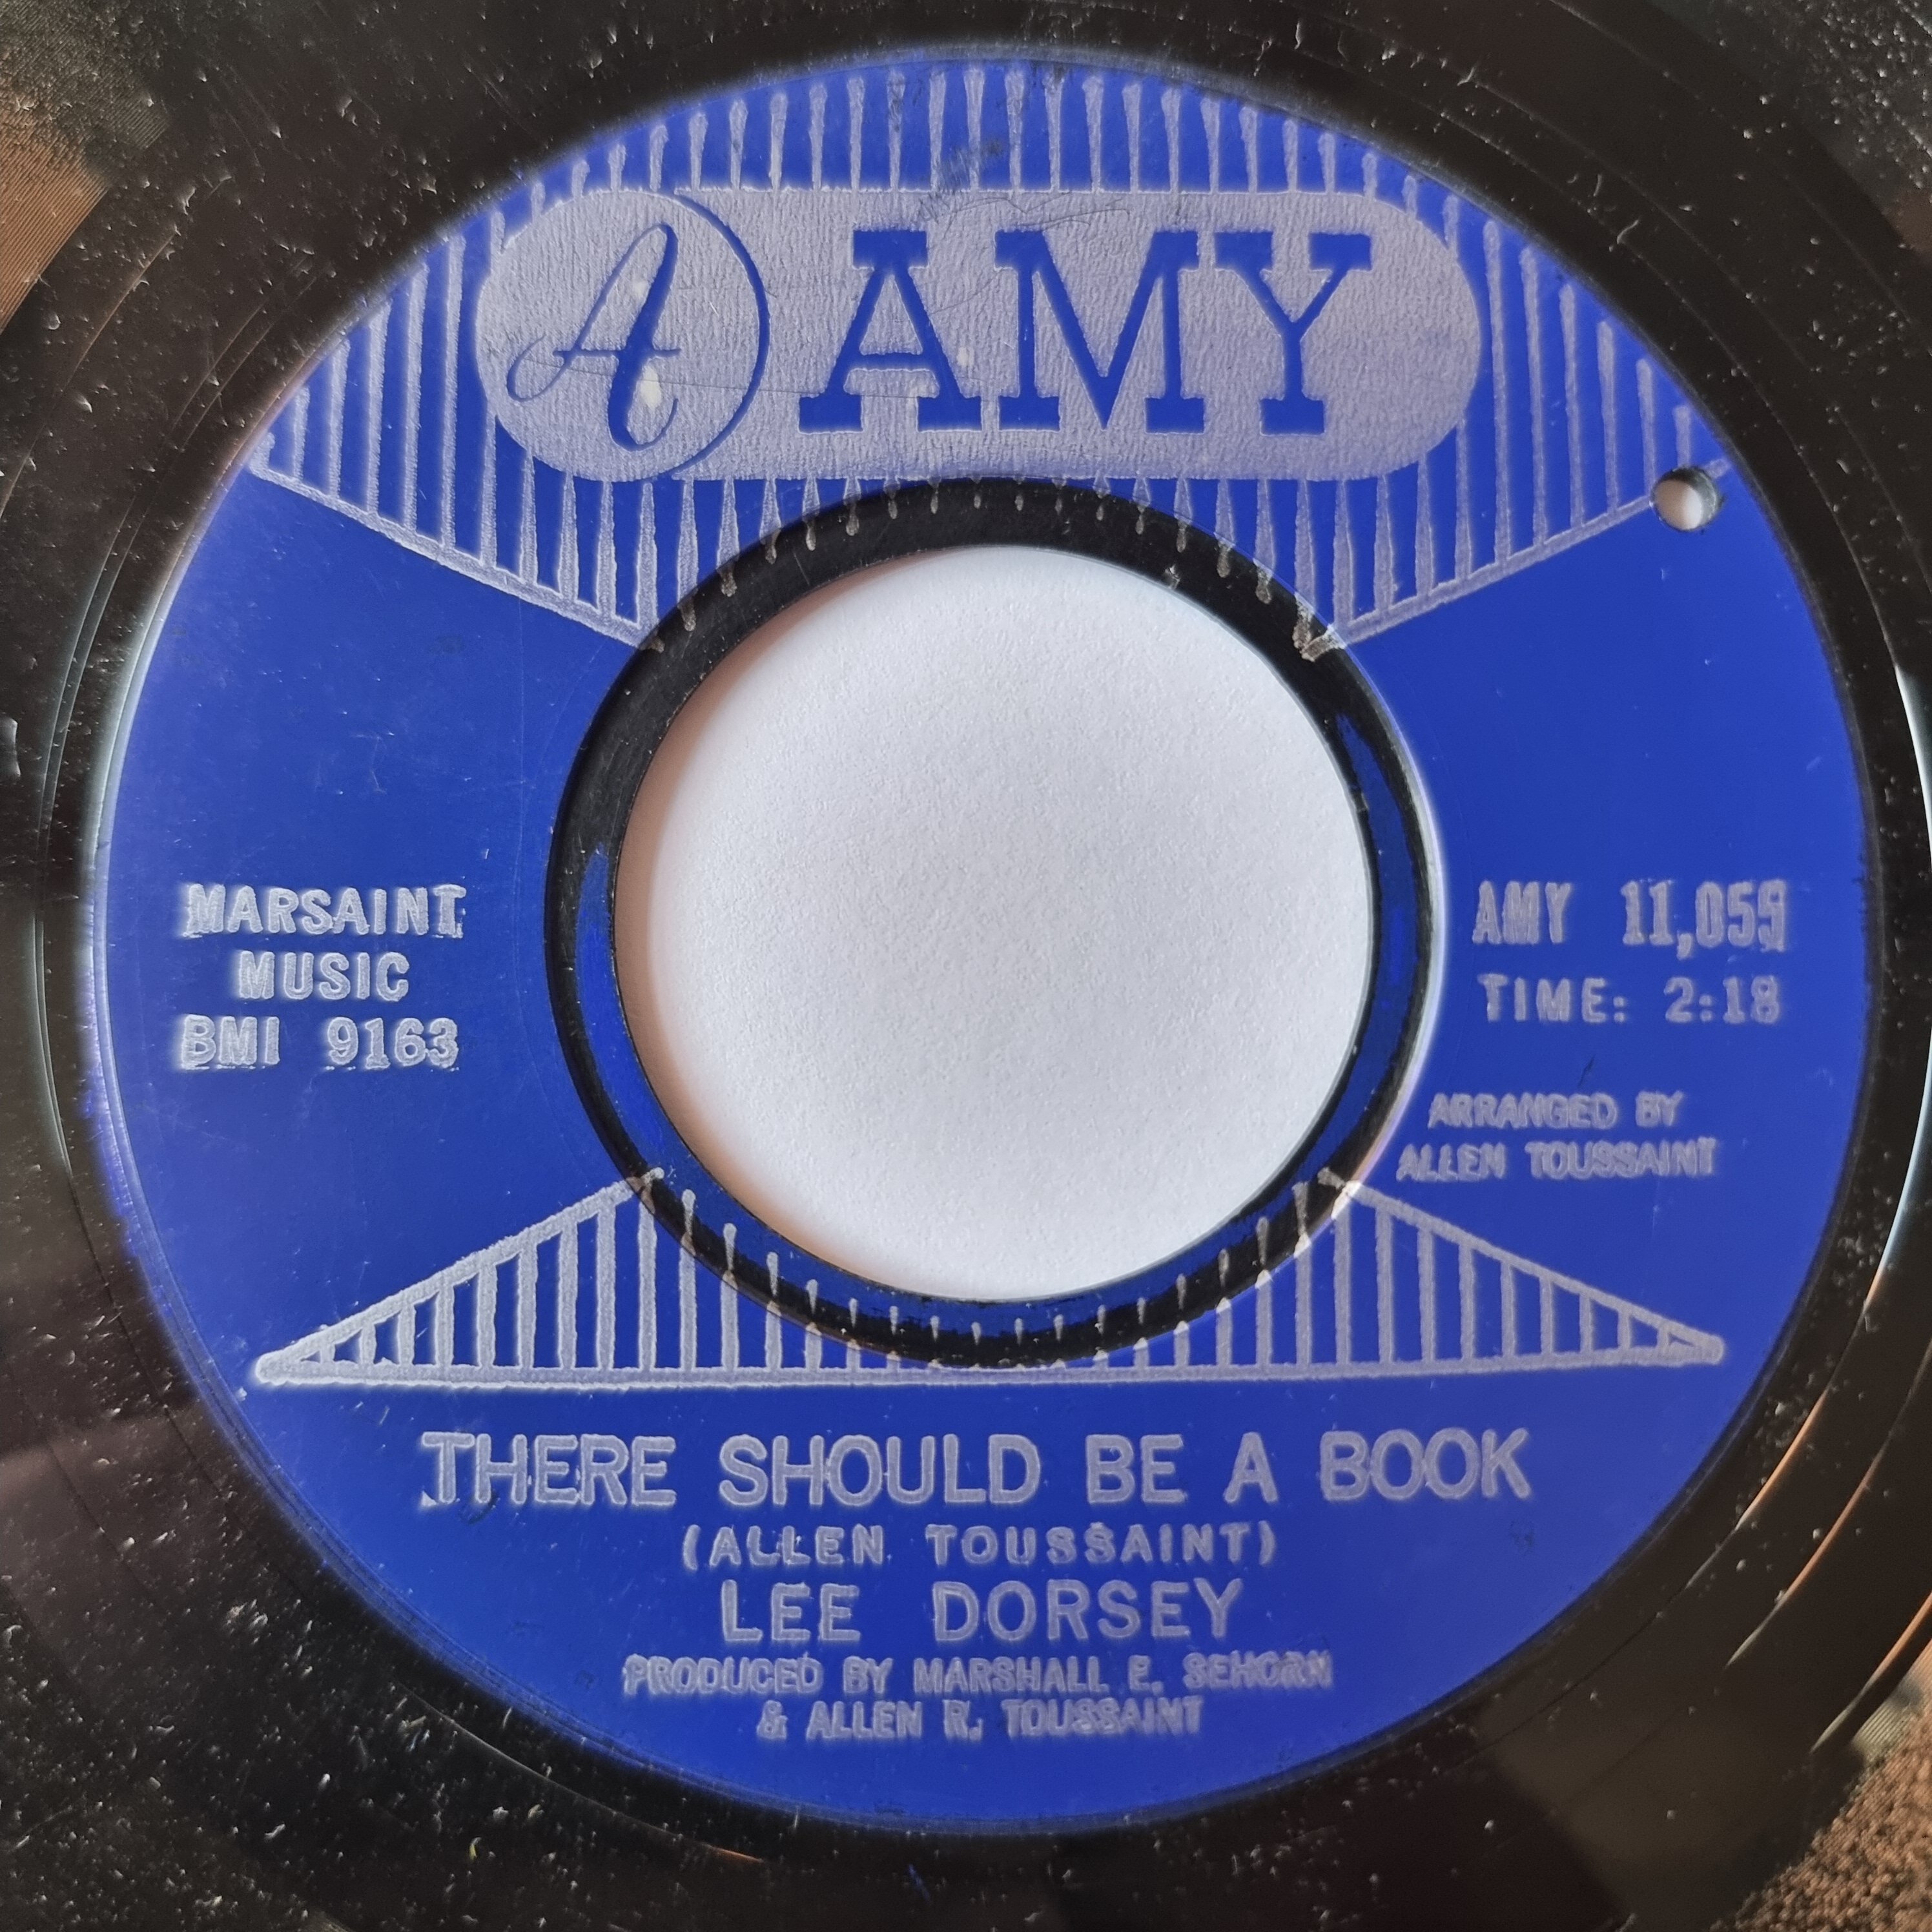 A AMY
MARSAINT
MUSIC
BMI 9163
AMY 11,055
TIME: 2:18
ARRANGED BY
ALLEN TOUSSAINT
THERE SHOULD BE A BOOK
(ALLEN TOUSSAINT)
LEE DORSEY
PRODUCED BY MARSHALL E. SEHORN
& ALLEN R. TOUSSAINT